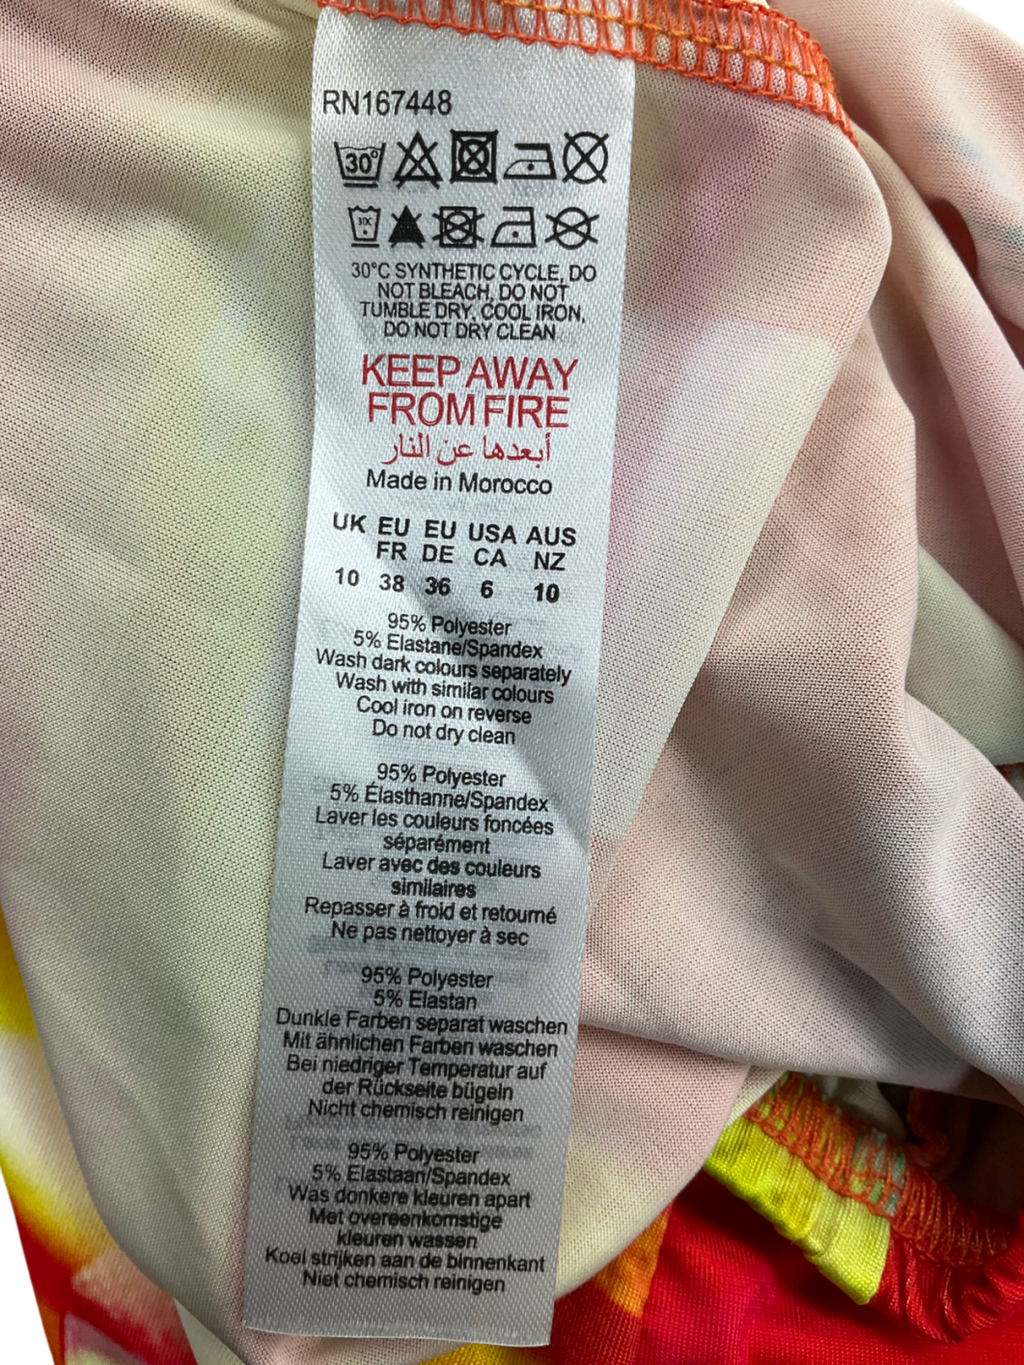 RN167448
30°
30C
30°C SYNTHETIC CYCLE, DO
NOT BLEACH, DO NOT
TUMBLE DRY, COOL IRON,
DO NOT DRY CLEAN
KEEP AWAY
FROM FIRE
أبعدها عن النار
Made in Morocco
UK EU EU USA AUS
FR DE CA NZ
10 38 36 6 10
95% Polyester
5% Elastane/Spandex
Wash dark colours separately
Wash with similar colours
Cool iron on reverse
Do not dry clean
95% Polyester
5% Élasthanne/Spandex
Laver les couleurs foncées
séparément
Laver avec des couleurs
similaires
Repasser à froid et retourné
Ne pas nettoyer à sec
95% Polyester
5% Elastan
Dunkle Farben separat waschen
Mit ähnlichen Farben waschen
Bei niedriger Temperatur auf
der Rückseite bügeln
Nicht chemisch reinigen
95% Polyester
5% Elastaan/Spandex
Was donkere kleuren apart
Met overeenkomstige
kleuren wassen
Koel strijken aan de binnenkant
Niet chemisch reinigen